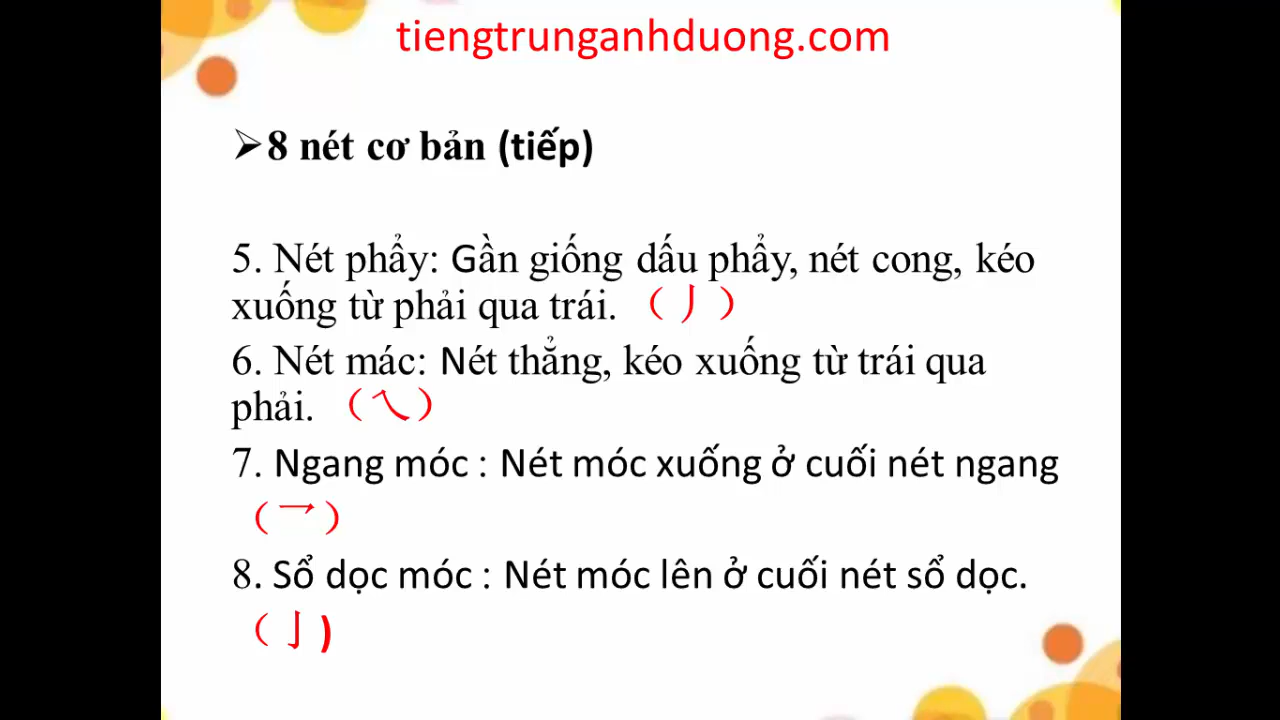 tiengtrunganhduong.com
➢8 nét cơ bản (tiếp)
5. Nét phẩy: Gần giống dấu phẩy, nét cong, kéo
xuống từ phải qua trái. （丿）
6. Nét mác: Nét thẳng, kéo xuống từ trái qua
phải. （㇏）
7. Ngang móc : Nét móc xuống ở cuối nét ngang
（乛）
8. Sổ dọc móc : Nét móc lên ở cuối nét sổ dọc.
（亅)